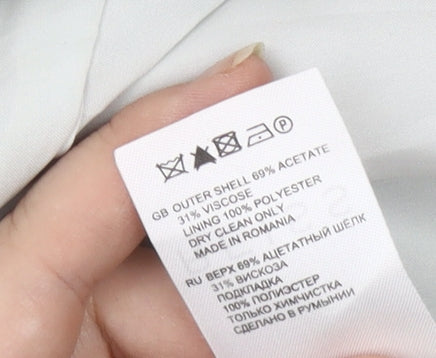 GB OUTER SHELL 69% ACETATE
31% VISCOSE
LINING 100% POLYESTER
DRY CLEAN ONLY
MADE IN ROMANIA
RU ВЕРХ 69% АЦЕТАТНЫЙ ШЁЛК
31% ВИСКОЗА
ПОДКЛАДКА
100% ПОЛИЭСТЕР
ТОЛЬКО ХИМЧИСТКА
СДЕЛАНО В РУМЫНИИ